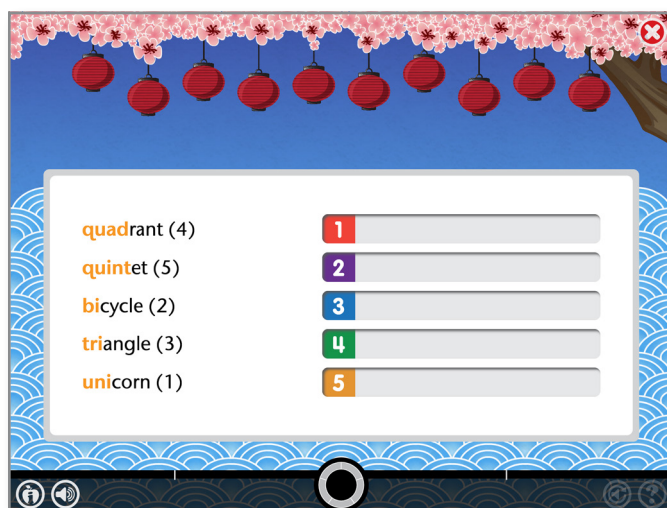 quadrant (4)
1
quintet (5)
2
bicycle (2)
3
triangle (3)
4
unicorn (1)
5